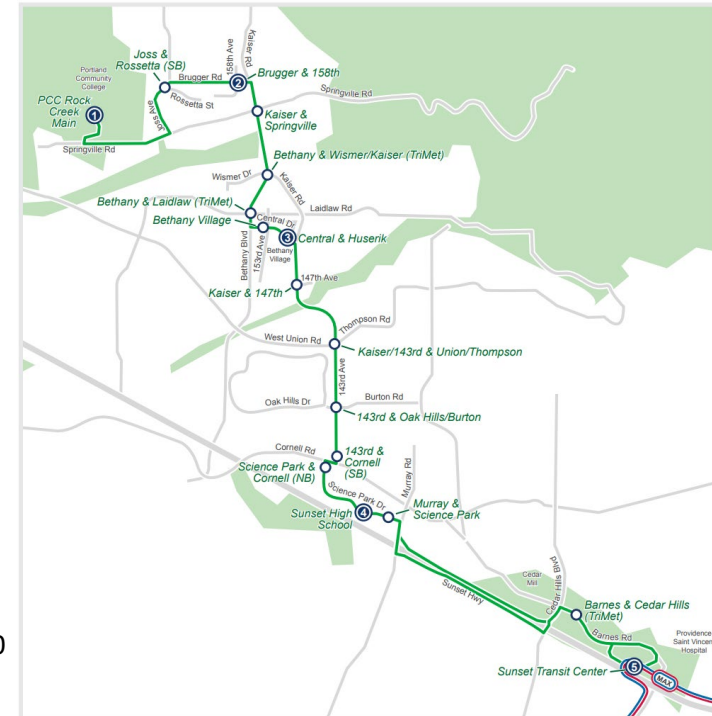 Joss &
Rossetta (SB)
Portland
Community
College
PCC Rock
Creek
Main
1
Springville Rd
Joss Ave
Brugger Rd
Rossetta St
158th Ave
Kaiser Rd
2
Brugger & 158th
Springville Rd
Kaiser &
Springville
Bethany & Wismer/Kaiser (TriMet)
Wismer Dr
Kaiser Rd
Bethany & Laidlaw (TriMet)
Laidlaw Rd
Bethany Village
Central Dr
3
Central & Huserik
Bethany
Village
Bethany Blvd
153rd Ave
147th Ave
Kaiser & 147th
Thompson Rd
West Union Rd
Kaiser/143rd & Union/Thompson
143rd Ave
Oak Hills Dr
Burton Rd
143rd & Oak Hills/Burton
Cornell Rd
143rd &
Cornell
(SB)
Science Park &
Cornell (NB)
Murray Rd
Science Park Dr
Sunset High
School
4
Murray &
Science Park
Sunset Hwy
Cedar
Mill
Cedar Hills Blvd
Barnes & Cedar Hills
(TriMet)
Barnes Rd
Providence
Saint Vincent
Hospital
Sunset Transit Center
5
MAX
0